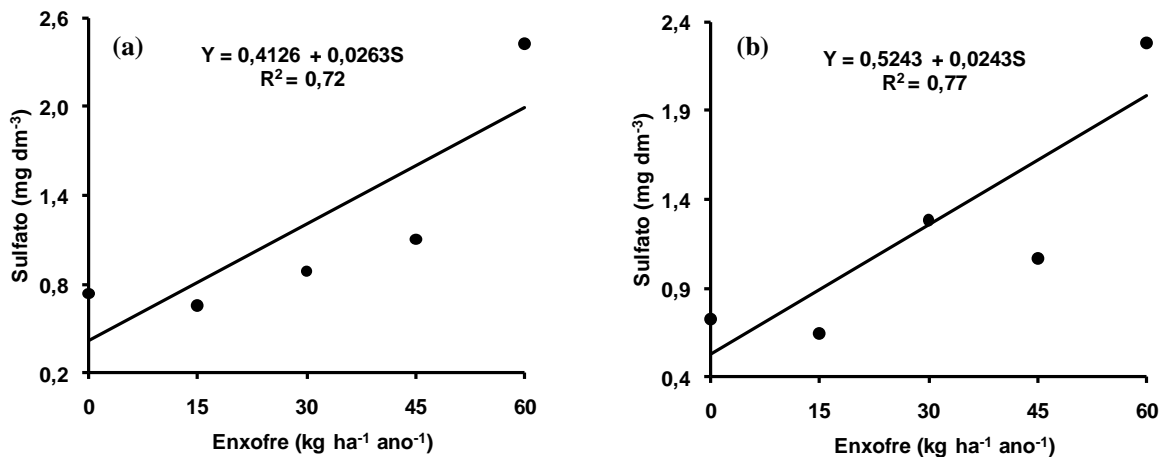 (a)
Y = 0,4126 + 0,0263S
R² = 0,72
Sulfato (mg dm⁻³)
2,6
2,0
1,4
0,8
0,2
0 15 30 45 60
Enxofre (kg ha⁻¹ ano⁻¹)
(b)
Y = 0,5243 + 0,0243S
R² = 0,77
Sulfato (mg dm⁻³)
2,4
1,9
1,4
0,9
0,4
0 15 30 45 60
Enxofre (kg ha⁻¹ ano⁻¹)